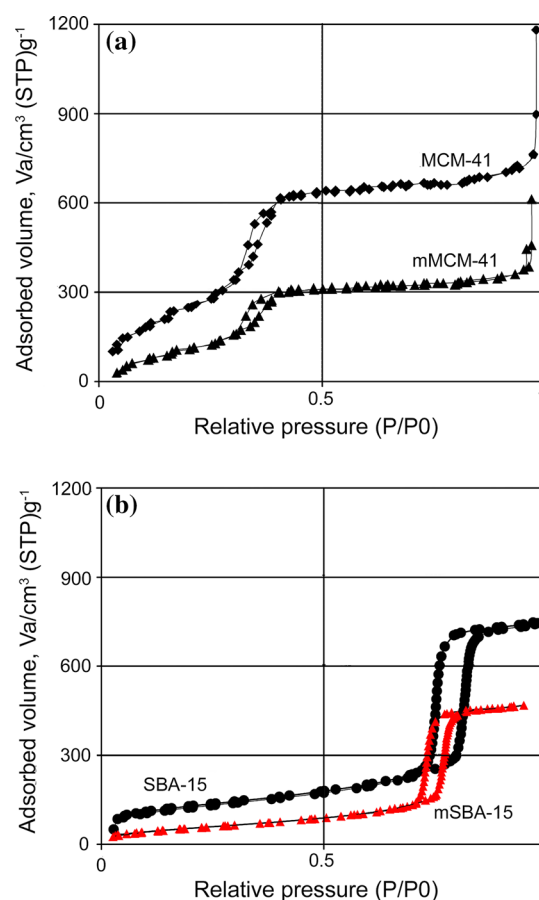 (a)
1200
900
600
300
0
MCM-41
mMCM-41
0
0.5
1
Adsorbed volume, Va/cm³ (STP)g⁻¹
Relative pressure (P/P0)
(b)
1200
900
600
300
0
SBA-15
mSBA-15
0.5
Adsorbed volume, Va/cm³ (STP)g⁻¹
Relative pressure (P/P0)